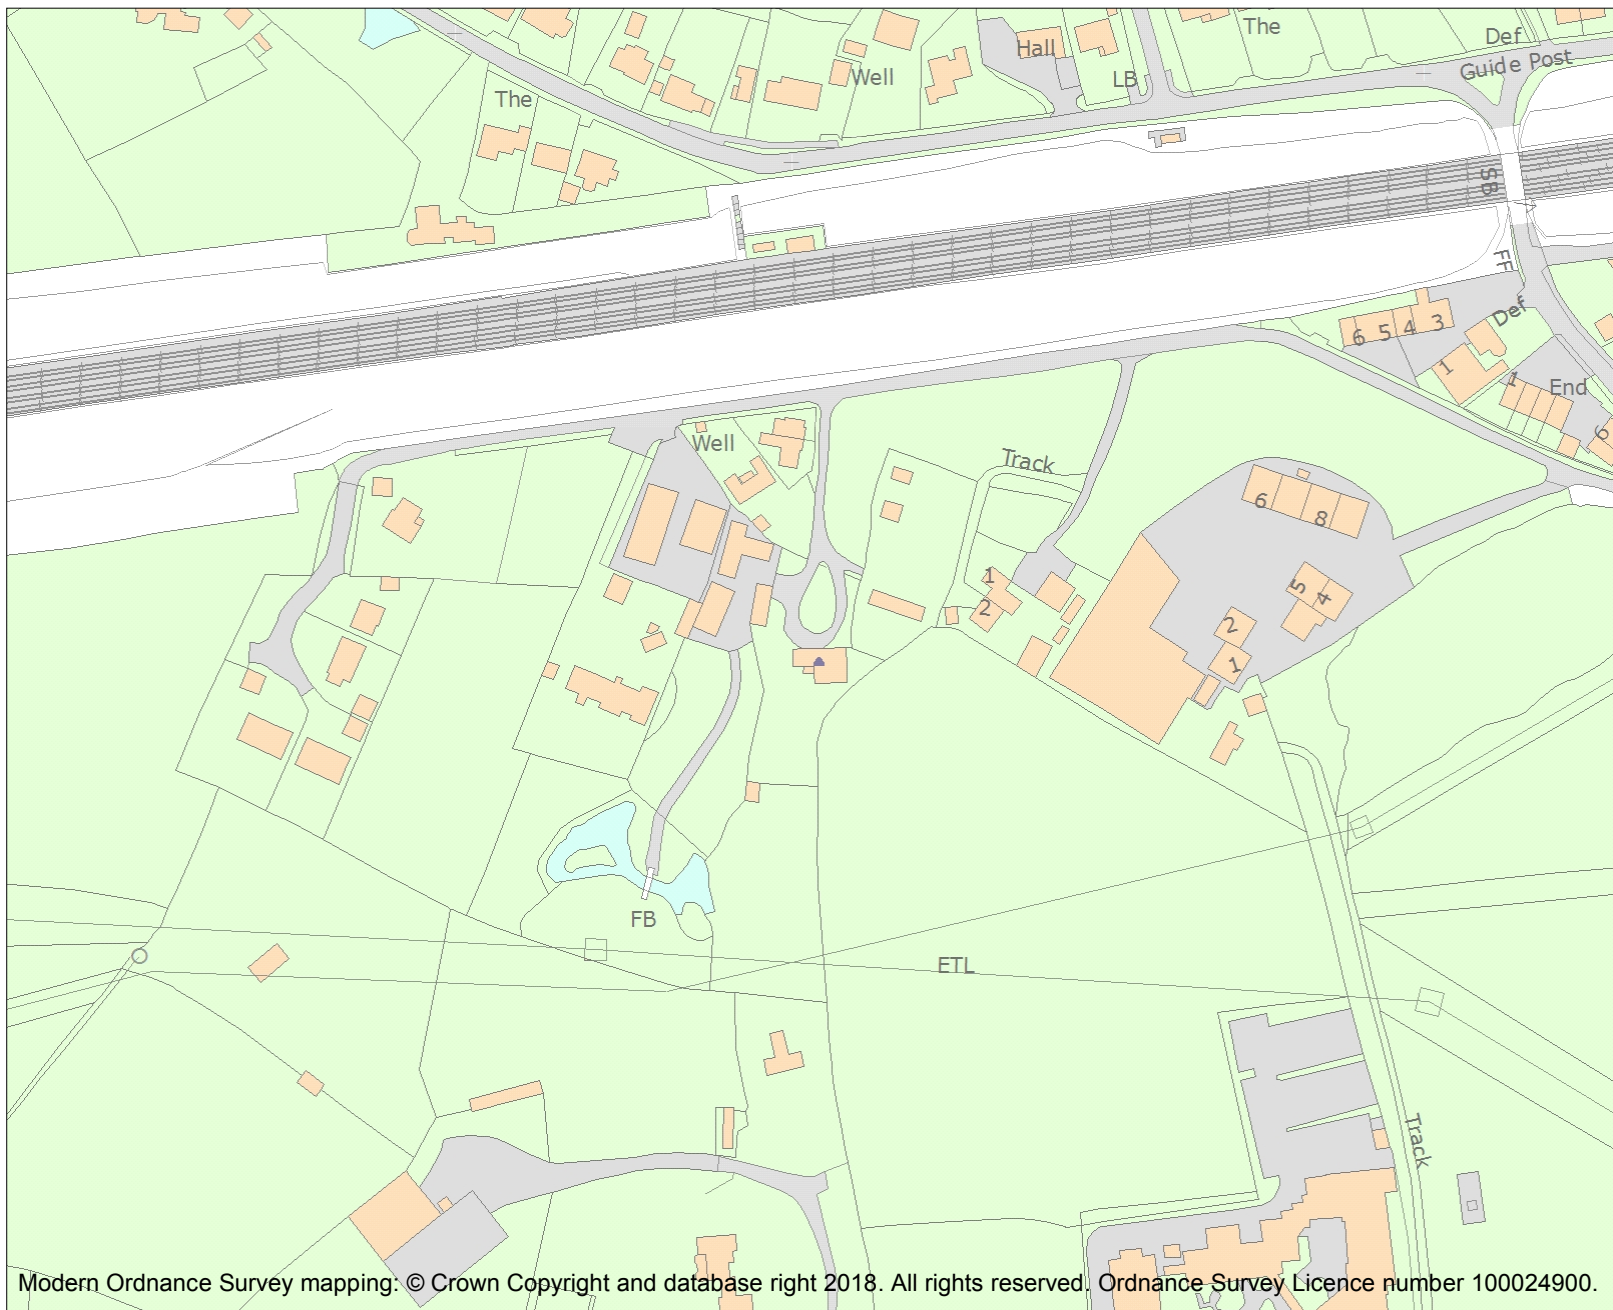 The
Def
Hall
Guide Post
Well
LB
The
SB
FF
Def
6 5 4 3
1
1
End
6
Well
Track
6
8
1
2
5
4
2
1
FB
ETL
Track
Modern Ordnance Survey mapping: © Crown Copyright and database right 2018. All rights reserved. Ordnance Survey Licence number 100024900.